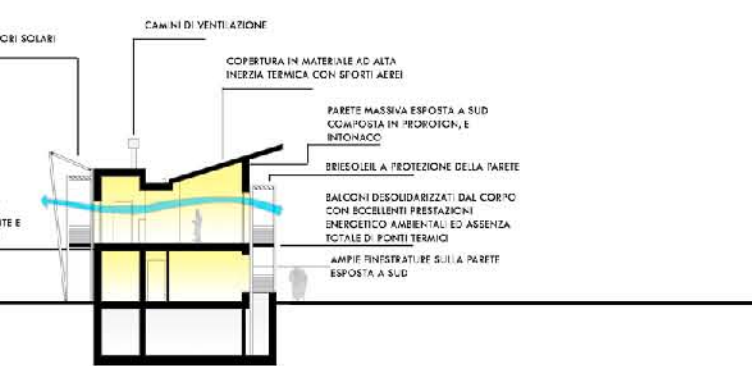 CAMINI DI VENTILAZIONE
ORI SOLARI
COPERTURA IN MATERIALE AD ALTA
INERZIA TERMICA CON SPORTI AEREI
PARETE MASSIVA ESPOSTA A SUD
COMPOSTA IN PROROTON, E
INTONACO
BRIESOLEIL A PROTEZIONE DELLA PARETE
BALCONI DESOLIDARIZZATI DAL CORPO
CON ECCELLENTI PRESTAZIONI
ENERGETICO AMBIENTALI ED ASSENZA
TOTALE DI PONTI TERMICI
TE E
AMPIE FINESTRATURE SULLA PARETE
ESPOSTA A SUD